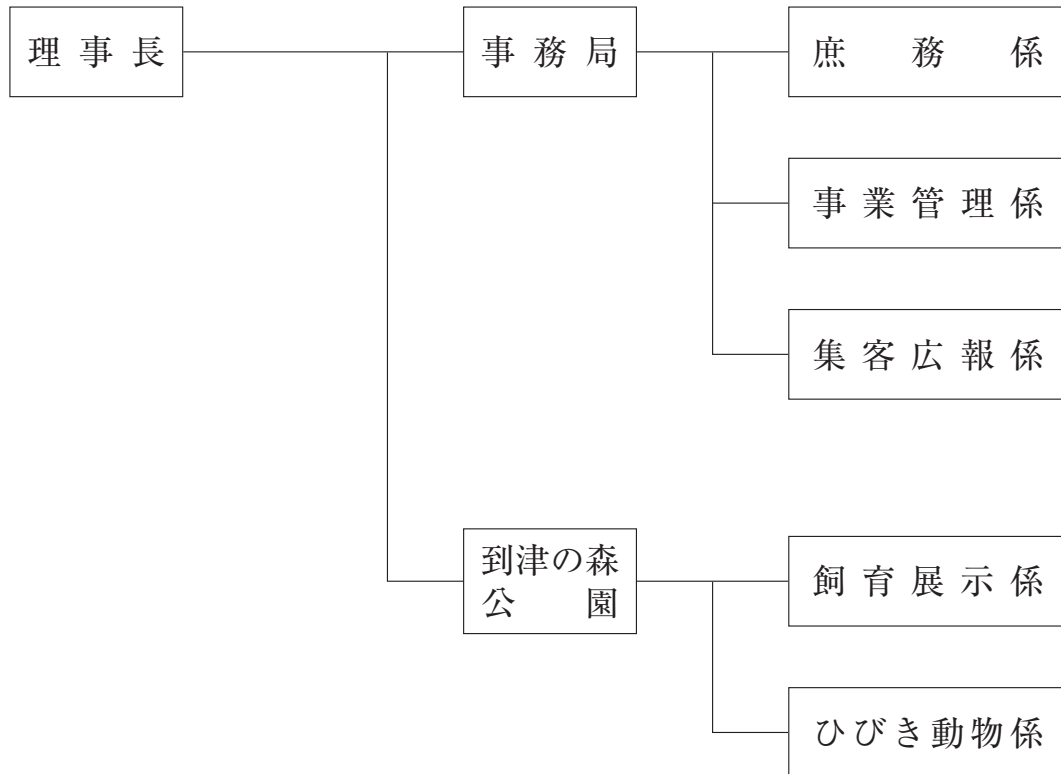 理事長
事務局
庶務係
事業管理係
集客広報係
到津の森
公園
飼育展示係
ひびき動物係